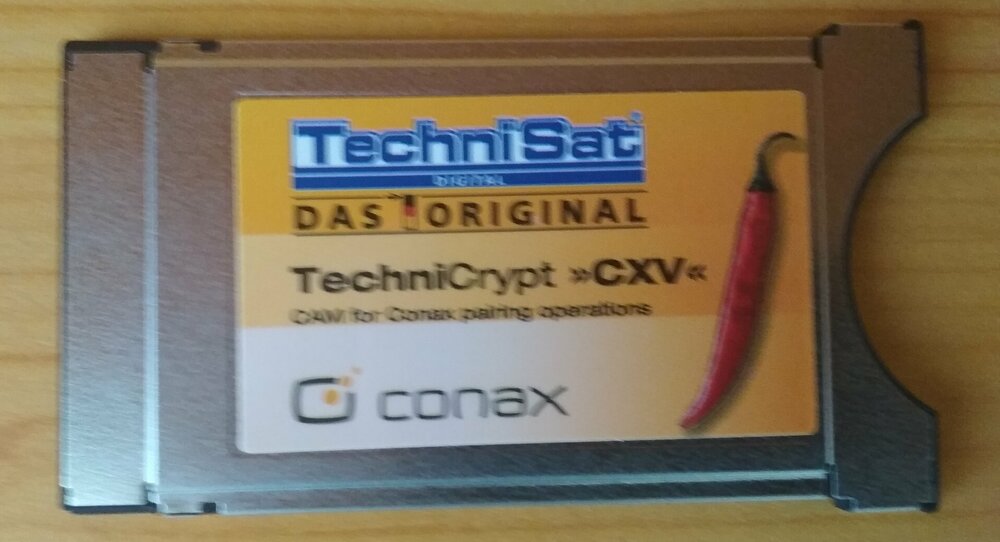 TechniSat
DIGITAL
DAS ORIGINAL
TechniCrypt »CXV«
CAM for Conax pairing operations
conax